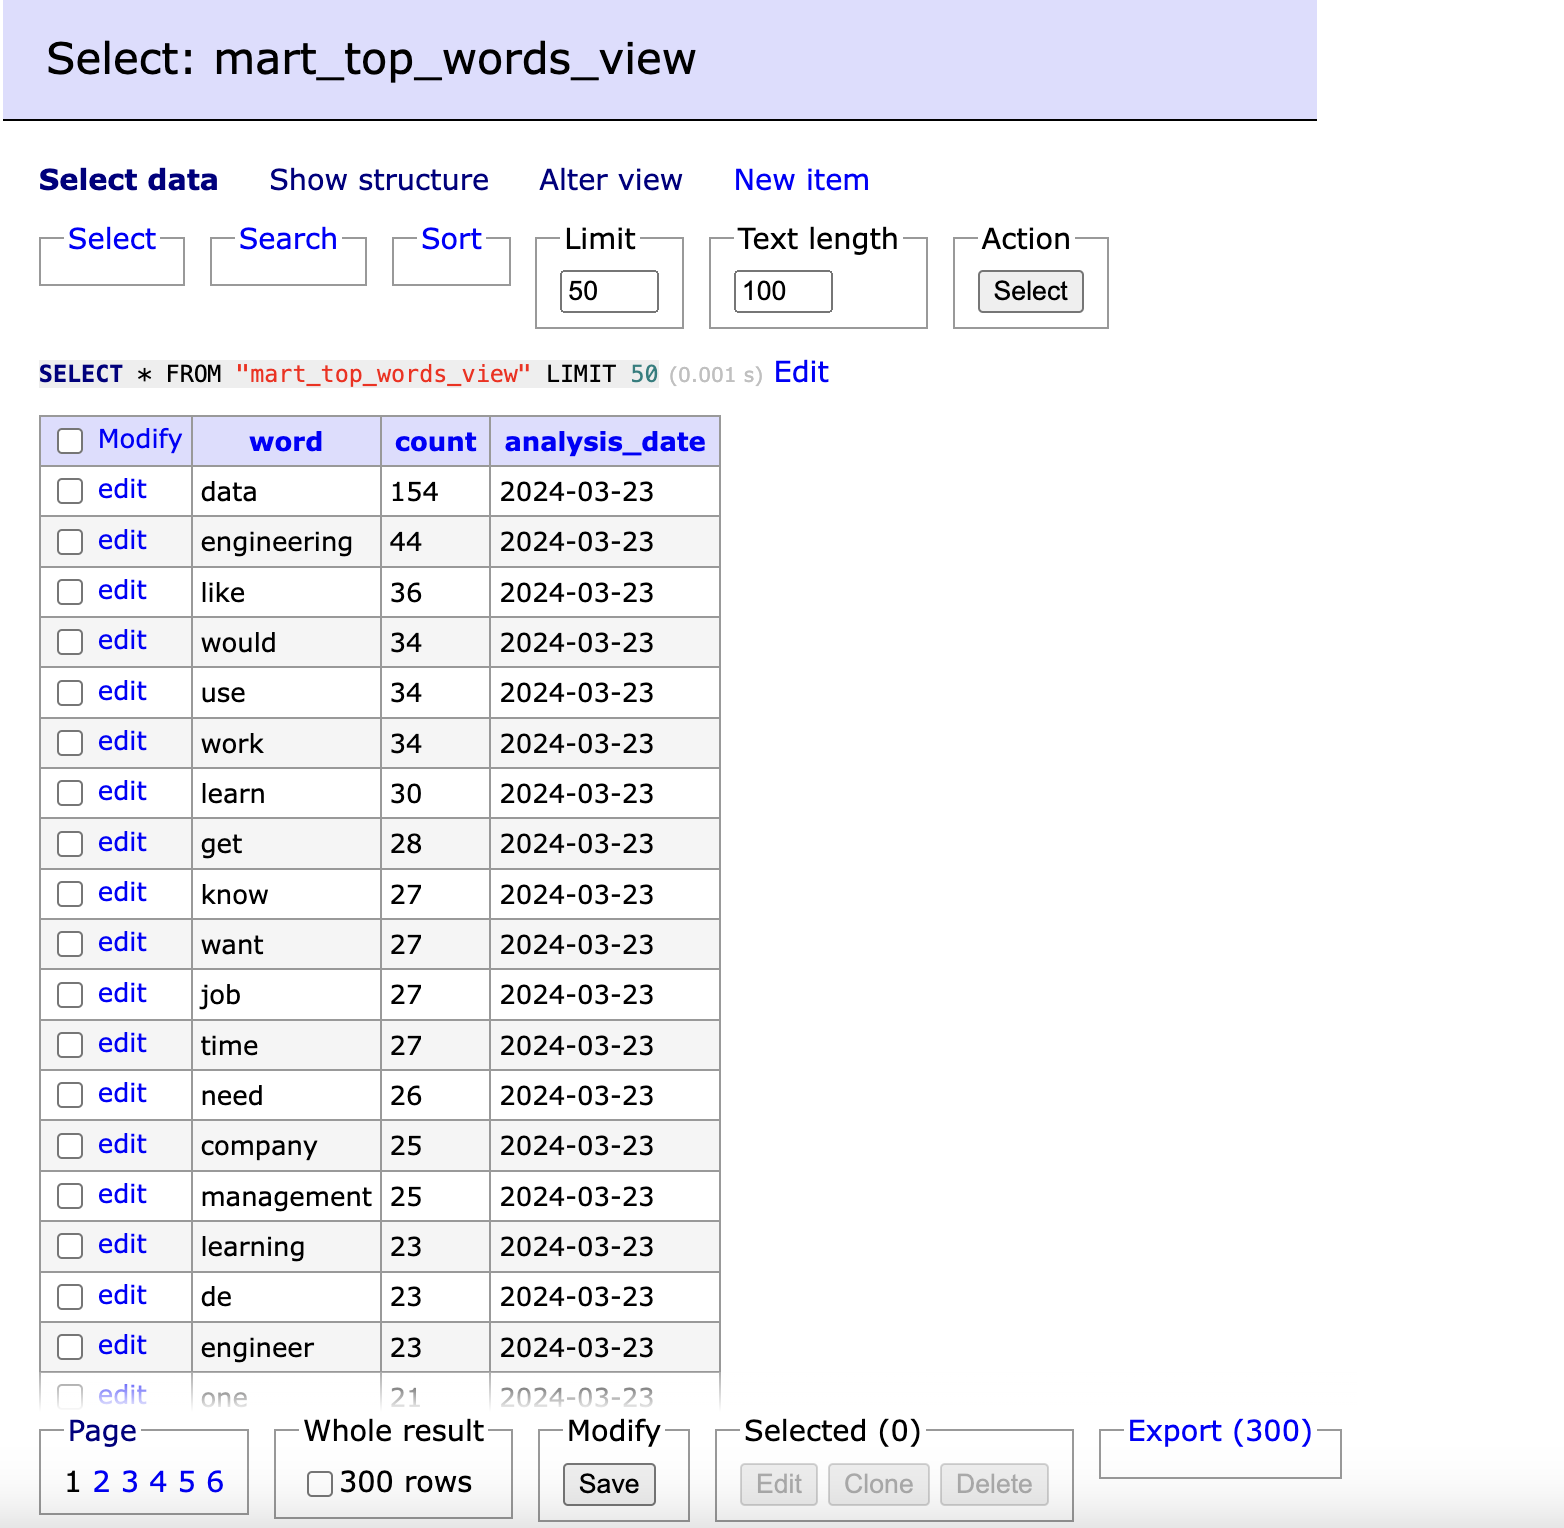 Select: mart_top_words_view
Select data Show structure Alter view New item
Select Search Sort Limit Text length Action
50 100 Select
SELECT * FROM "mart_top_words_view" LIMIT 50 (0.001 s) Edit
Modify word count analysis_date
edit data 154 2024-03-23
edit engineering 44 2024-03-23
edit like 36 2024-03-23
edit would 34 2024-03-23
edit use 34 2024-03-23
edit work 34 2024-03-23
edit learn 30 2024-03-23
edit get 28 2024-03-23
edit know 27 2024-03-23
edit want 27 2024-03-23
edit job 27 2024-03-23
edit time 27 2024-03-23
edit need 26 2024-03-23
edit company 25 2024-03-23
edit management 25 2024-03-23
edit learning 23 2024-03-23
edit de 23 2024-03-23
edit engineer 23 2024-03-23
edit one 21 2024-03-23
Page Whole result Modify Selected (0) Export (300)
1 2 3 4 5 6 300 rows Save Edit Clone Delete